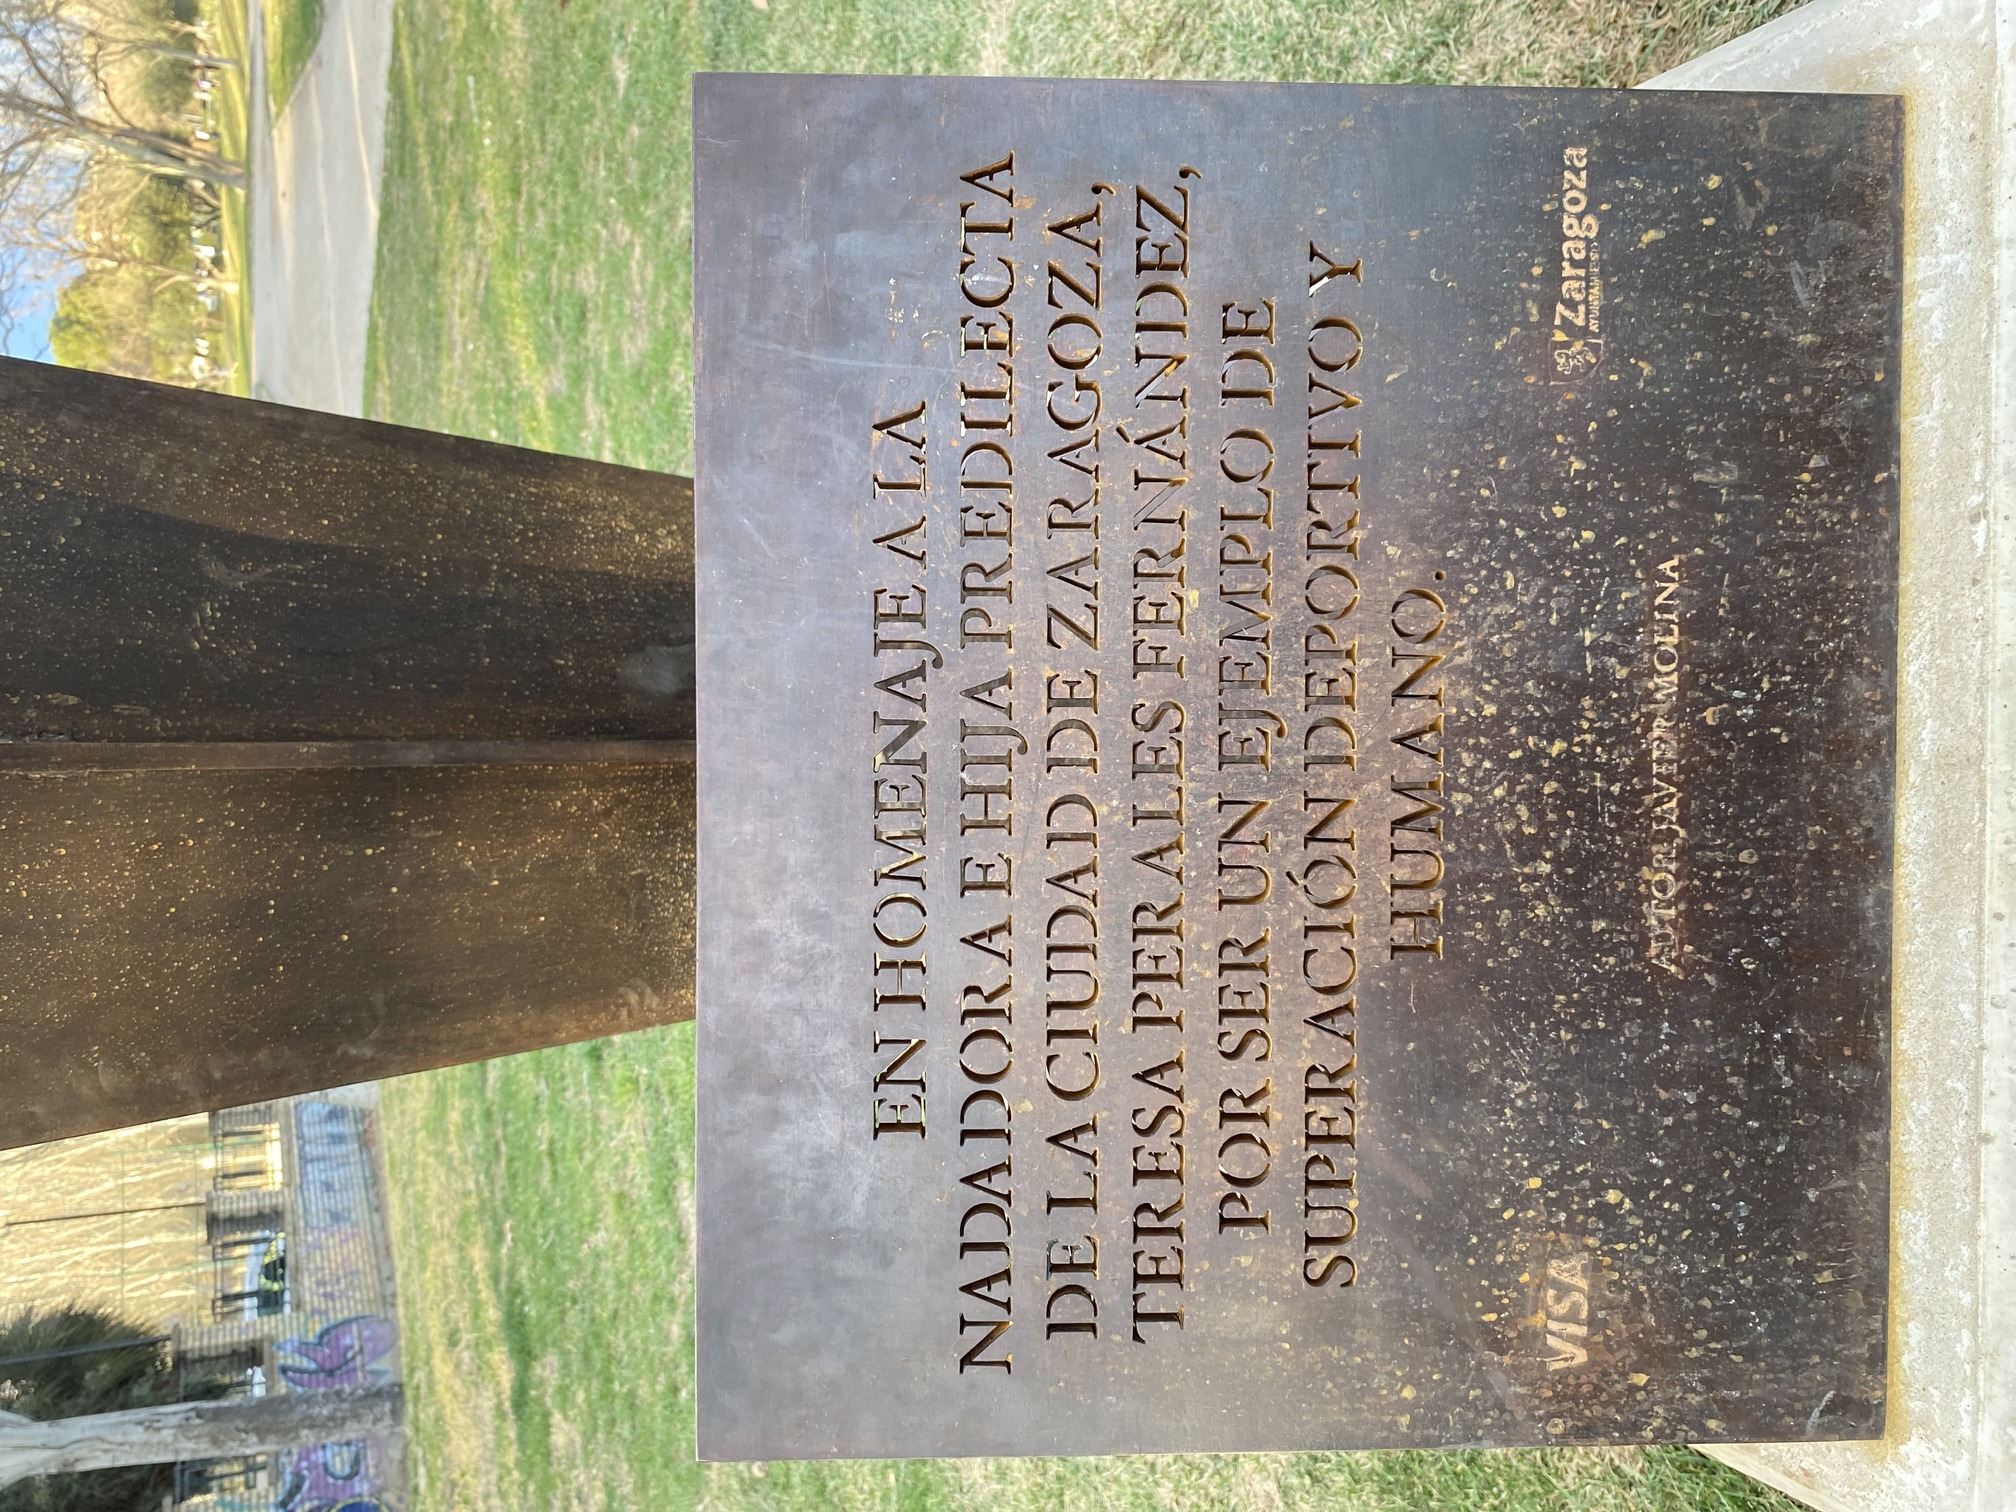 EN HOMENAJE A LA
NADADORA E HIJA PREDILECTA
DE LA CIUDAD DE ZARAGOZA,
TERESA PERALES FERNÁNDEZ,
POR SER UN EJEMPLO DE
SUPERACIÓN DEPORTIVO Y
HUMANO.
VISA
Zaragoza
AYUNTAMIENTO
AUTOR JAVIER MOLINA